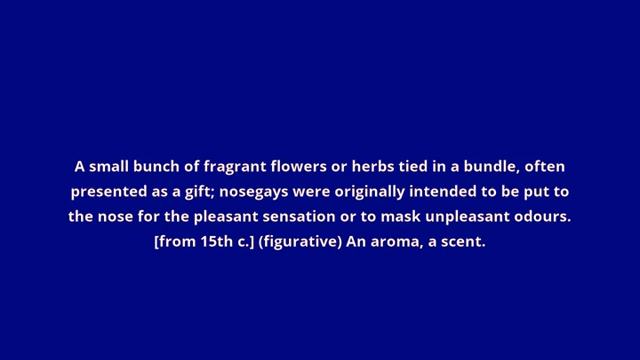 A small bunch of fragrant flowers or herbs tied in a bundle, often
presented as a gift; nosegays were originally intended to be put to
the nose for the pleasant sensation or to mask unpleasant odours.
[from 15th c.] (figurative) An aroma, a scent.